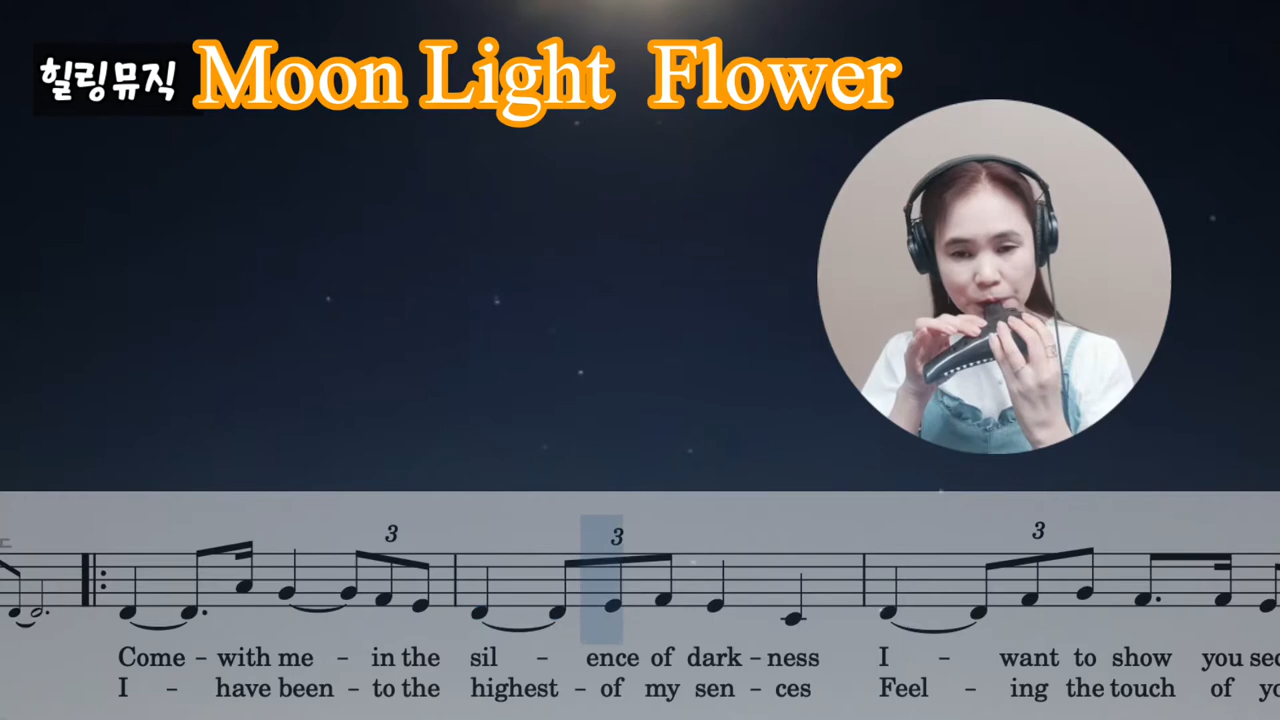 힐링뮤직 Moon Light Flower
3 3 3
Come – with me – in the sil – ence of dark – ness I – want to show you sec
I – have been – to the highest – of my sen – ces Feel – ing the touch of yo